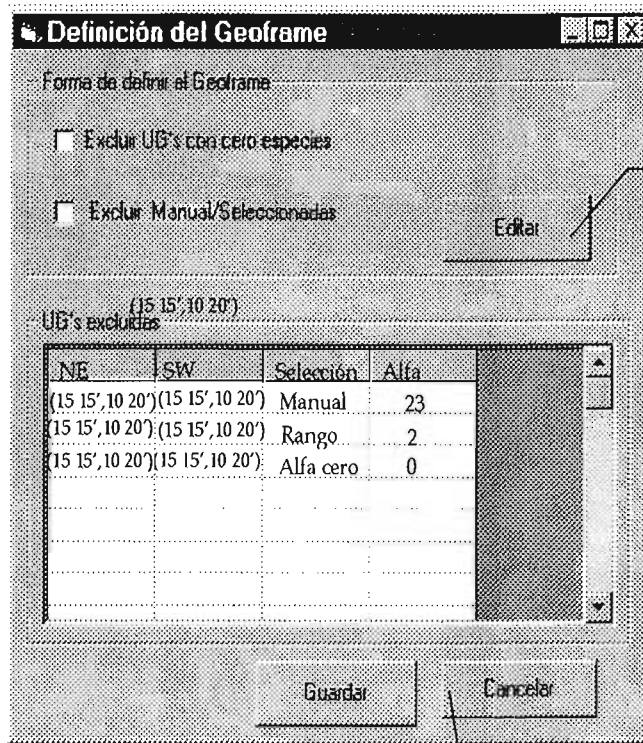 Definición del Geoframe
Forma de definir el Geoframe
Excluir UG's con cero especies
Excluir Manual/Seleccionadas
Editar
(15 15',10 20')
UG's excluidas
NE SW Selección Alfa
(15 15',10 20') (15 15',10 20') Manual 23
(15 15',10 20') (15 15',10 20') Rango 2
(15 15',10 20') (15 15',10 20') Alfa cero 0
Guardar Cancelar